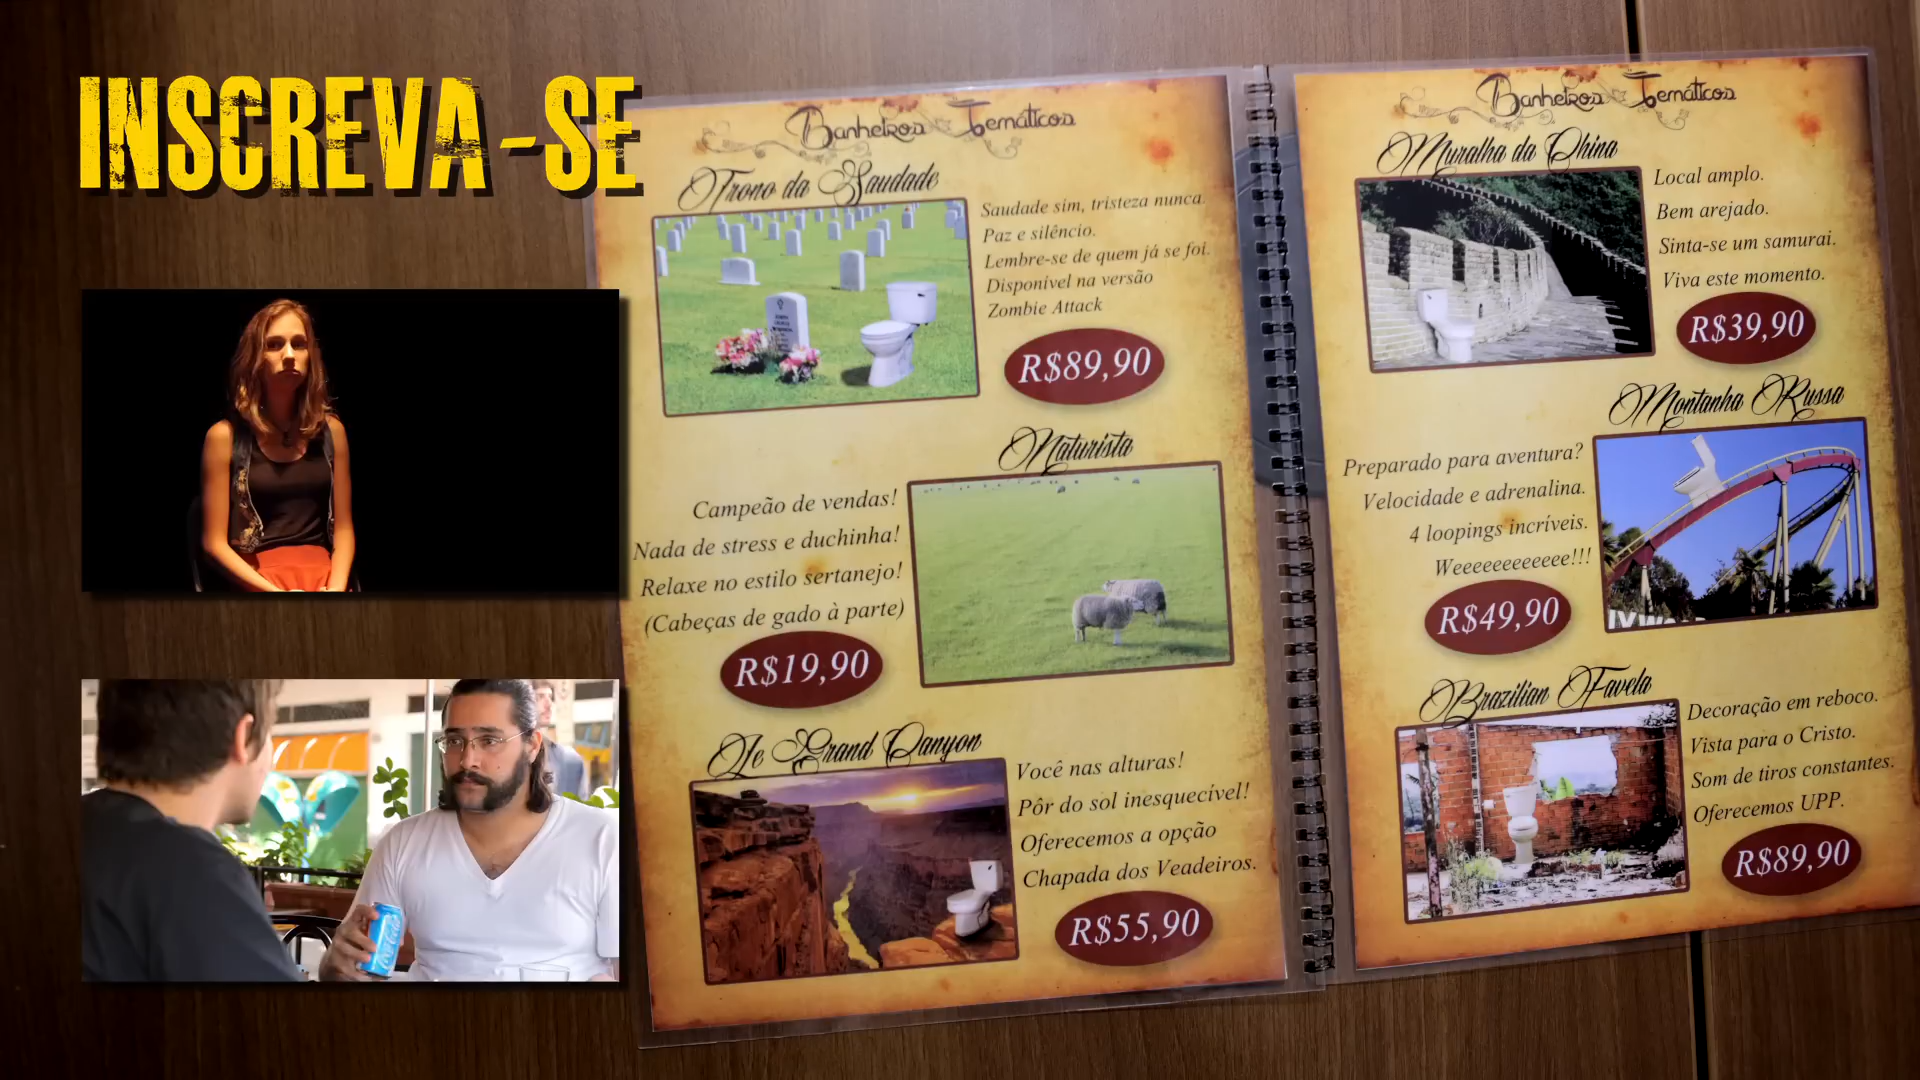 INSCREVA-SE
Banheiros Temáticos
Trono da Saudade
Saudade sim, tristeza nunca.
Paz e silêncio.
Lembre-se de quem já se foi.
Disponível na versão
Zombie Attack
R$89,90
Naturista
Campeão de vendas!
Nada de stress e duchinha!
Relaxe no estilo sertanejo!
(Cabeças de gado à parte)
R$19,90
Le Grand Canyon
Você nas alturas!
Pôr do sol inesquecível!
Oferecemos a opção
Chapada dos Veadeiros.
R$55,90
Banheiros Temáticos
Muralha da China
Local amplo.
Bem arejado.
Sinta-se um samurai.
Viva este momento.
R$39,90
Montanha Russa
Preparado para aventura?
Velocidade e adrenalina.
4 loopings incríveis.
Weeeeeeeeeee!!!
R$49,90
Brazilian Favela
Decoração em reboco.
Vista para o Cristo.
Som de tiros constantes.
Oferecemos UPP.
R$89,90
Coca-Cola